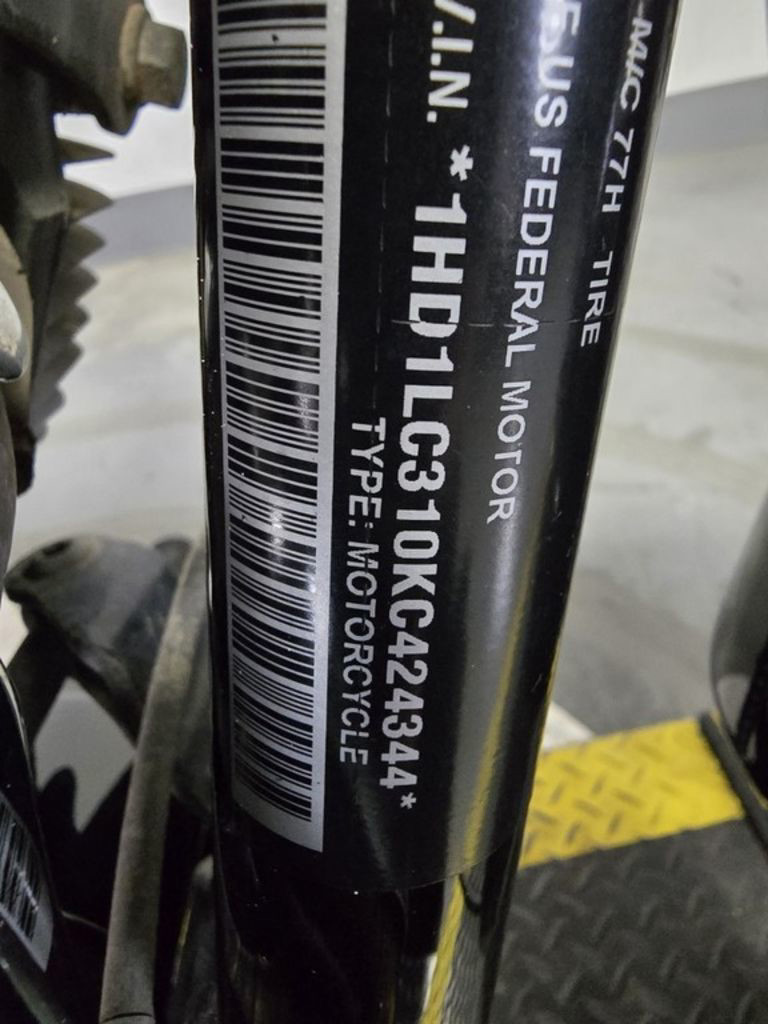 M/C 77H TIRE
US FEDERAL MOTOR
V.I.N. *1HD1LC310KC424344*
TYPE: MOTORCYCLE